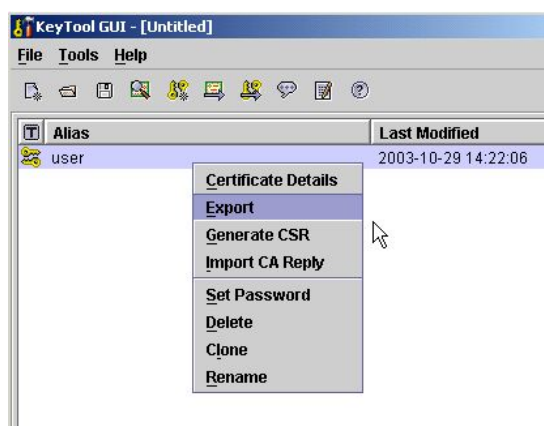 KeyTool GUI - [Untitled]
File Tools Help
T Alias Last Modified
user 2003-10-29 14:22:06
Certificate Details
Export
Generate CSR
Import CA Reply
Set Password
Delete
Clone
Rename